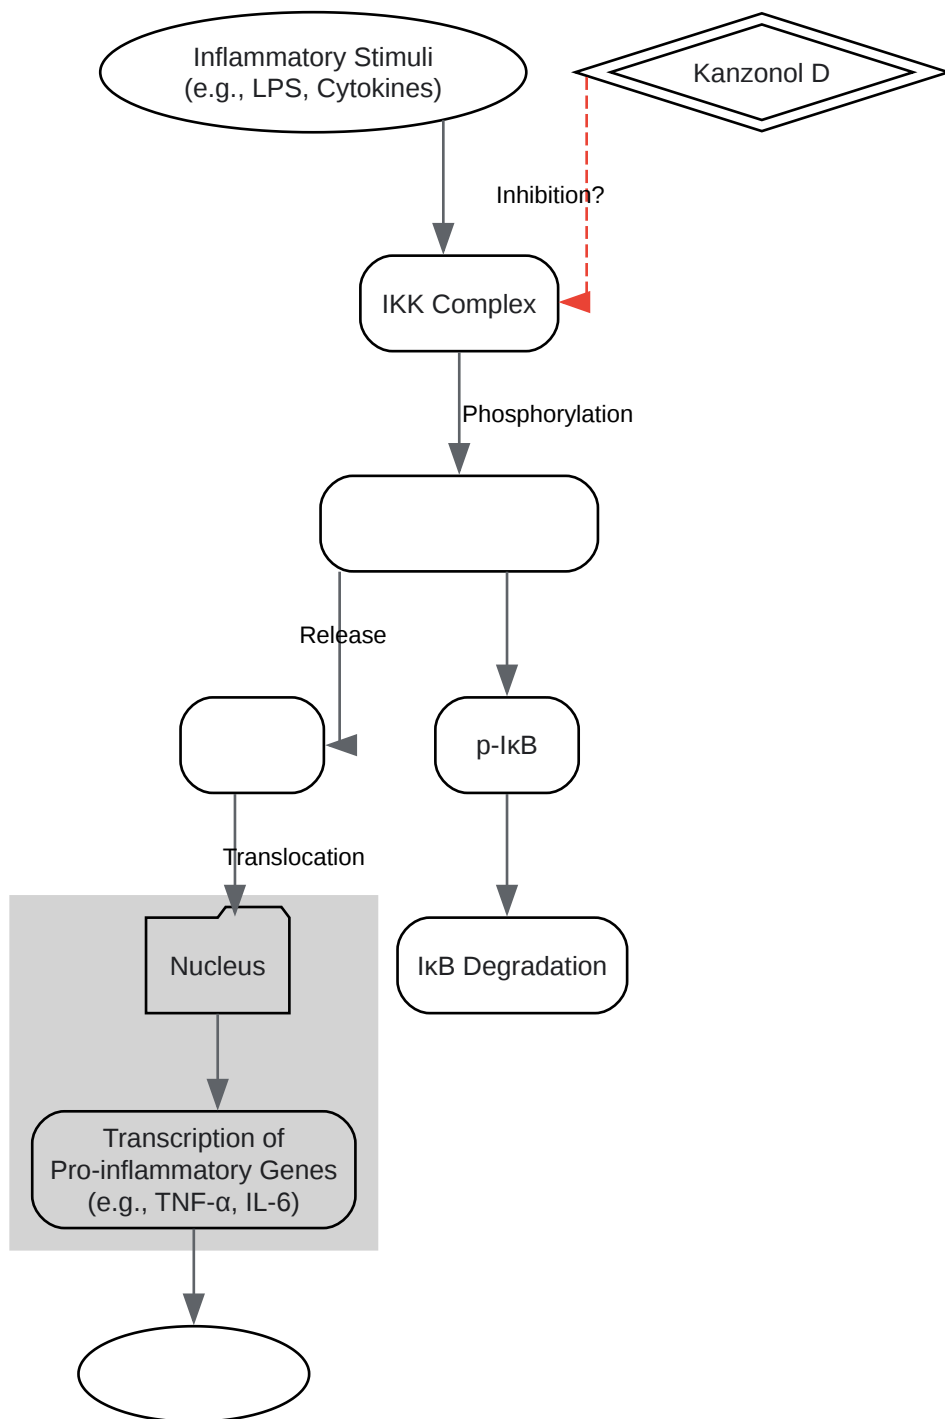 Inflammatory Stimuli
(e.g., LPS, Cytokines)
Kanzonol D
Inhibition?
IKK Complex
Phosphorylation
Release
p-IκB
Translocation
Nucleus
IκB Degradation
Transcription of
Pro-inflammatory Genes
(e.g., TNF-α, IL-6)